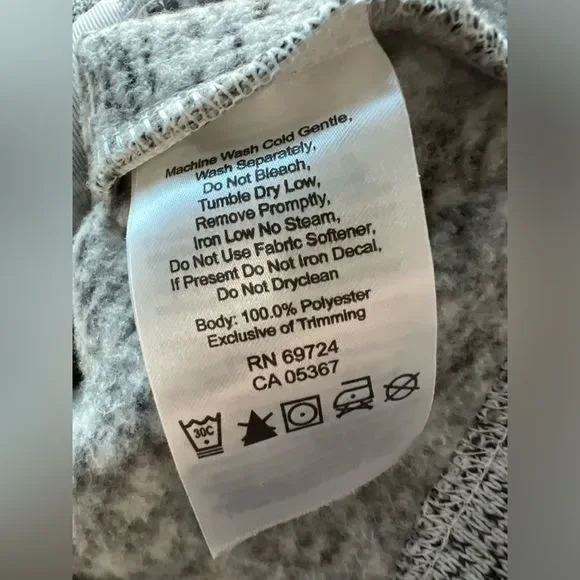 Machine Wash Cold Gentle,
Wash Separately,
Do Not Bleach,
Tumble Dry Low,
Remove Promptly,
Iron Low No Steam,
Do Not Use Fabric Softener,
If Present Do Not Iron Decal,
Do Not Dryclean
Body: 100.0% Polyester
Exclusive of Trimming
RN 69724
CA 05367
30C